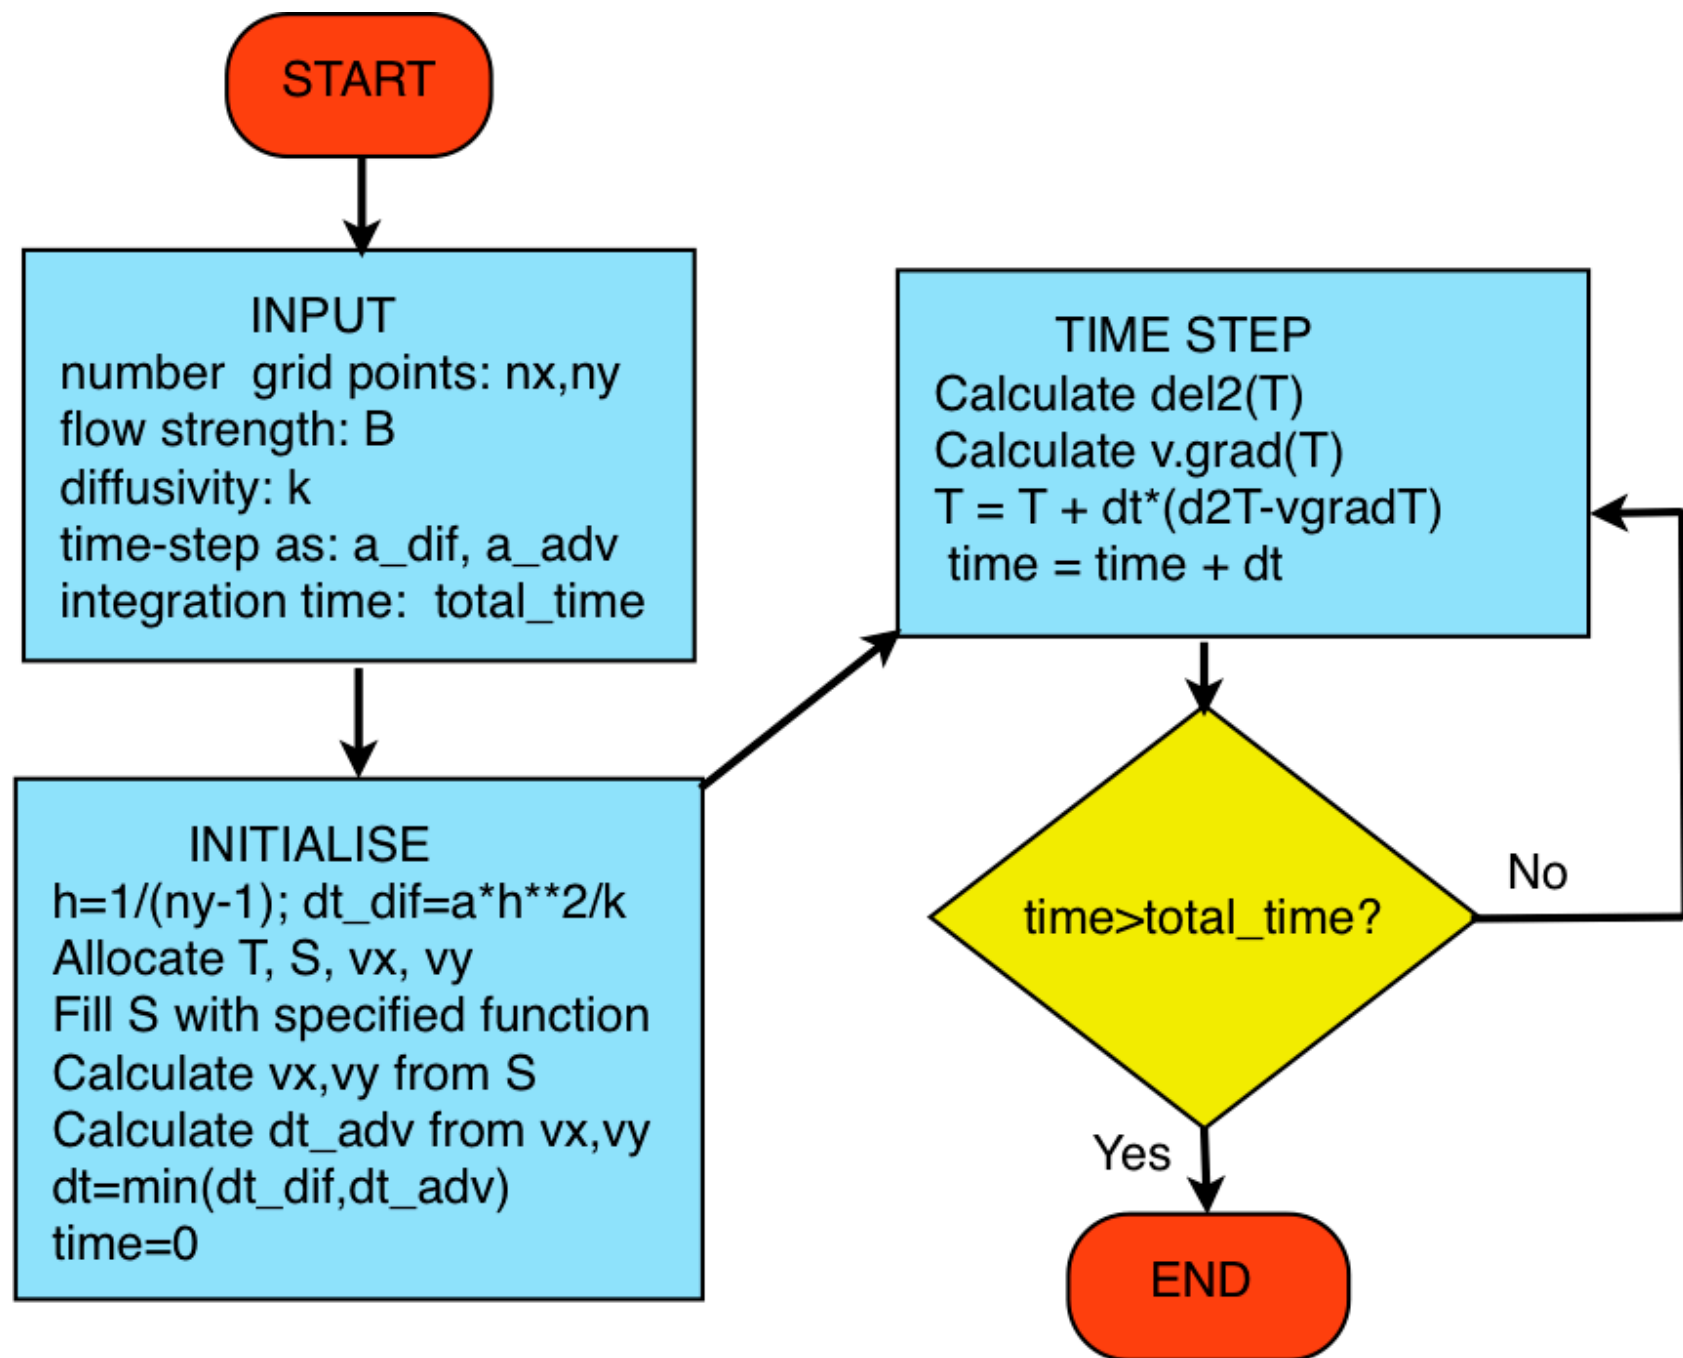 START
INPUT
number grid points: nx,ny
flow strength: B
diffusivity: k
time-step as: a_dif, a_adv
integration time: total_time
INITIALISE
h=1/(ny-1); dt_dif=a*h**2/k
Allocate T, S, vx, vy
Fill S with specified function
Calculate vx,vy from S
Calculate dt_adv from vx,vy
dt=min(dt_dif,dt_adv)
time=0
TIME STEP
Calculate del2(T)
Calculate v.grad(T)
T = T + dt*(d2T-vgradT)
time = time + dt
time>total_time?
No
Yes
END